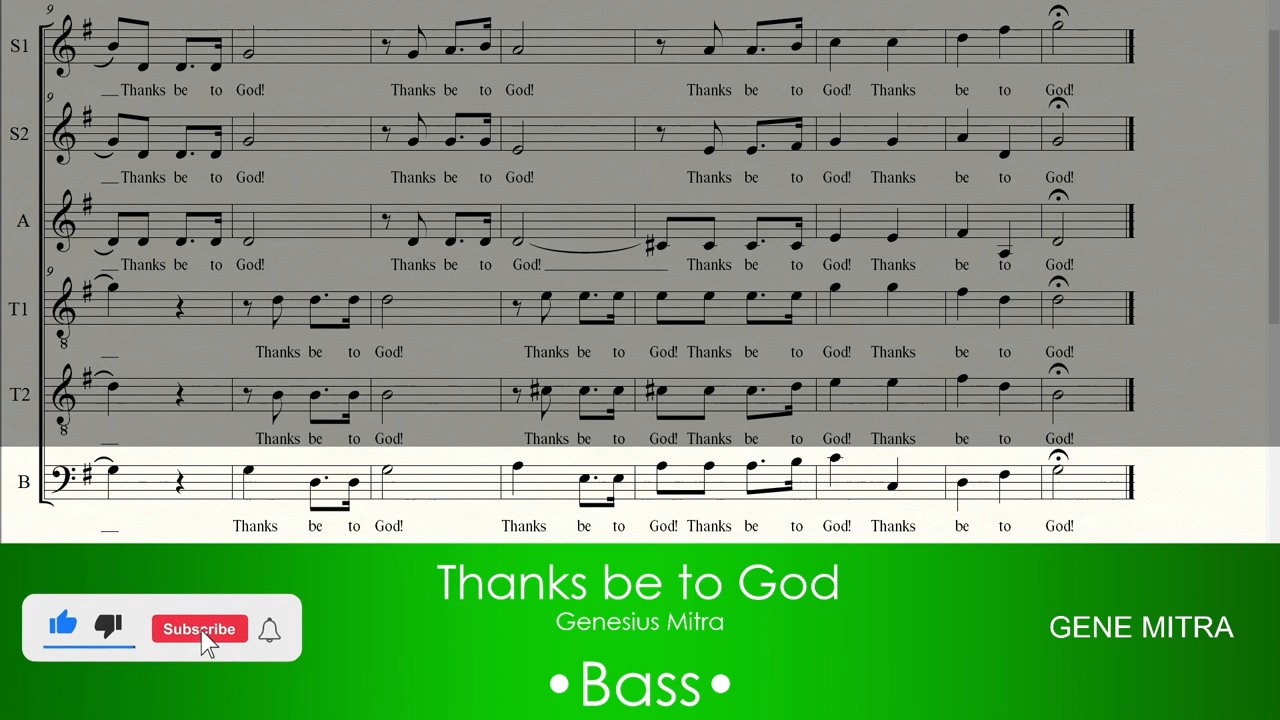 9
S1
Thanks be to God! Thanks be to God! Thanks be to God! Thanks be to God!
9
S2
Thanks be to God! Thanks be to God! Thanks be to God! Thanks be to God!
A
Thanks be to God! Thanks be to God! Thanks be to God! Thanks be to God!
9
T1
8
Thanks be to God! Thanks be to God! Thanks be to God! Thanks be to God!
T2
8
Thanks be to God! Thanks be to God! Thanks be to God! Thanks be to God!
B
Thanks be to God! Thanks be to God! Thanks be to God! Thanks be to God!
Thanks be to God
Genesius Mitra
Subscribe
GENE MITRA
•Bass•